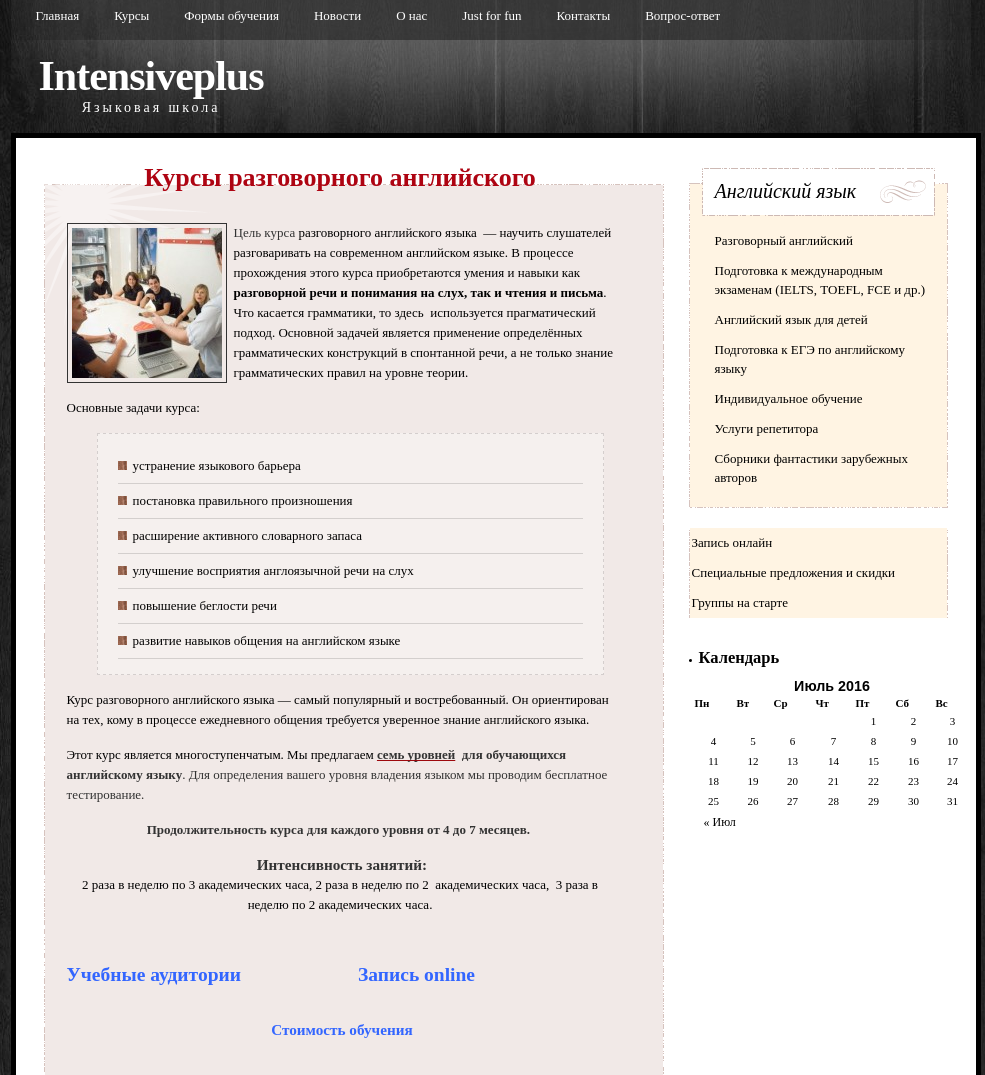 Главная Курсы Формы обучения Новости О нас Just for fun Контакты Вопрос-ответ
Intensiveplus
Языковая школа
Курсы разговорного английского
Цель курса разговорного английского языка — научить слушателей
разговаривать на современном английском языке. В процессе
прохождения этого курса приобретаются умения и навыки как
разговорной речи и понимания на слух, так и чтения и письма.
Что касается грамматики, то здесь используется прагматический
подход. Основной задачей является применение определённых
грамматических конструкций в спонтанной речи, а не только знание
грамматических правил на уровне теории.
Основные задачи курса:
устранение языкового барьера
постановка правильного произношения
расширение активного словарного запаса
улучшение восприятия англоязычной речи на слух
повышение беглости речи
развитие навыков общения на английском языке
Курс разговорного английского языка — самый популярный и востребованный. Он ориентирован
на тех, кому в процессе ежедневного общения требуется уверенное знание английского языка.
Этот курс является многоступенчатым. Мы предлагаем семь уровней для обучающихся
английскому языку. Для определения вашего уровня владения языком мы проводим бесплатное
тестирование.
Продолжительность курса для каждого уровня от 4 до 7 месяцев.
Интенсивность занятий:
2 раза в неделю по 3 академических часа, 2 раза в неделю по 2 академических часа, 3 раза в
неделю по 2 академических часа.
Учебные аудитории Запись online
Стоимость обучения
Английский язык
Разговорный английский
Подготовка к международным
экзаменам (IELTS, TOEFL, FCE и др.)
Английский язык для детей
Подготовка к ЕГЭ по английскому
языку
Индивидуальное обучение
Услуги репетитора
Сборники фантастики зарубежных
авторов
Запись онлайн
Специальные предложения и скидки
Группы на старте
Календарь
Июль 2016
Пн Вт Ср Чт Пт Сб Вс
1 2 3
4 5 6 7 8 9 10
11 12 13 14 15 16 17
18 19 20 21 22 23 24
25 26 27 28 29 30 31
« Июл